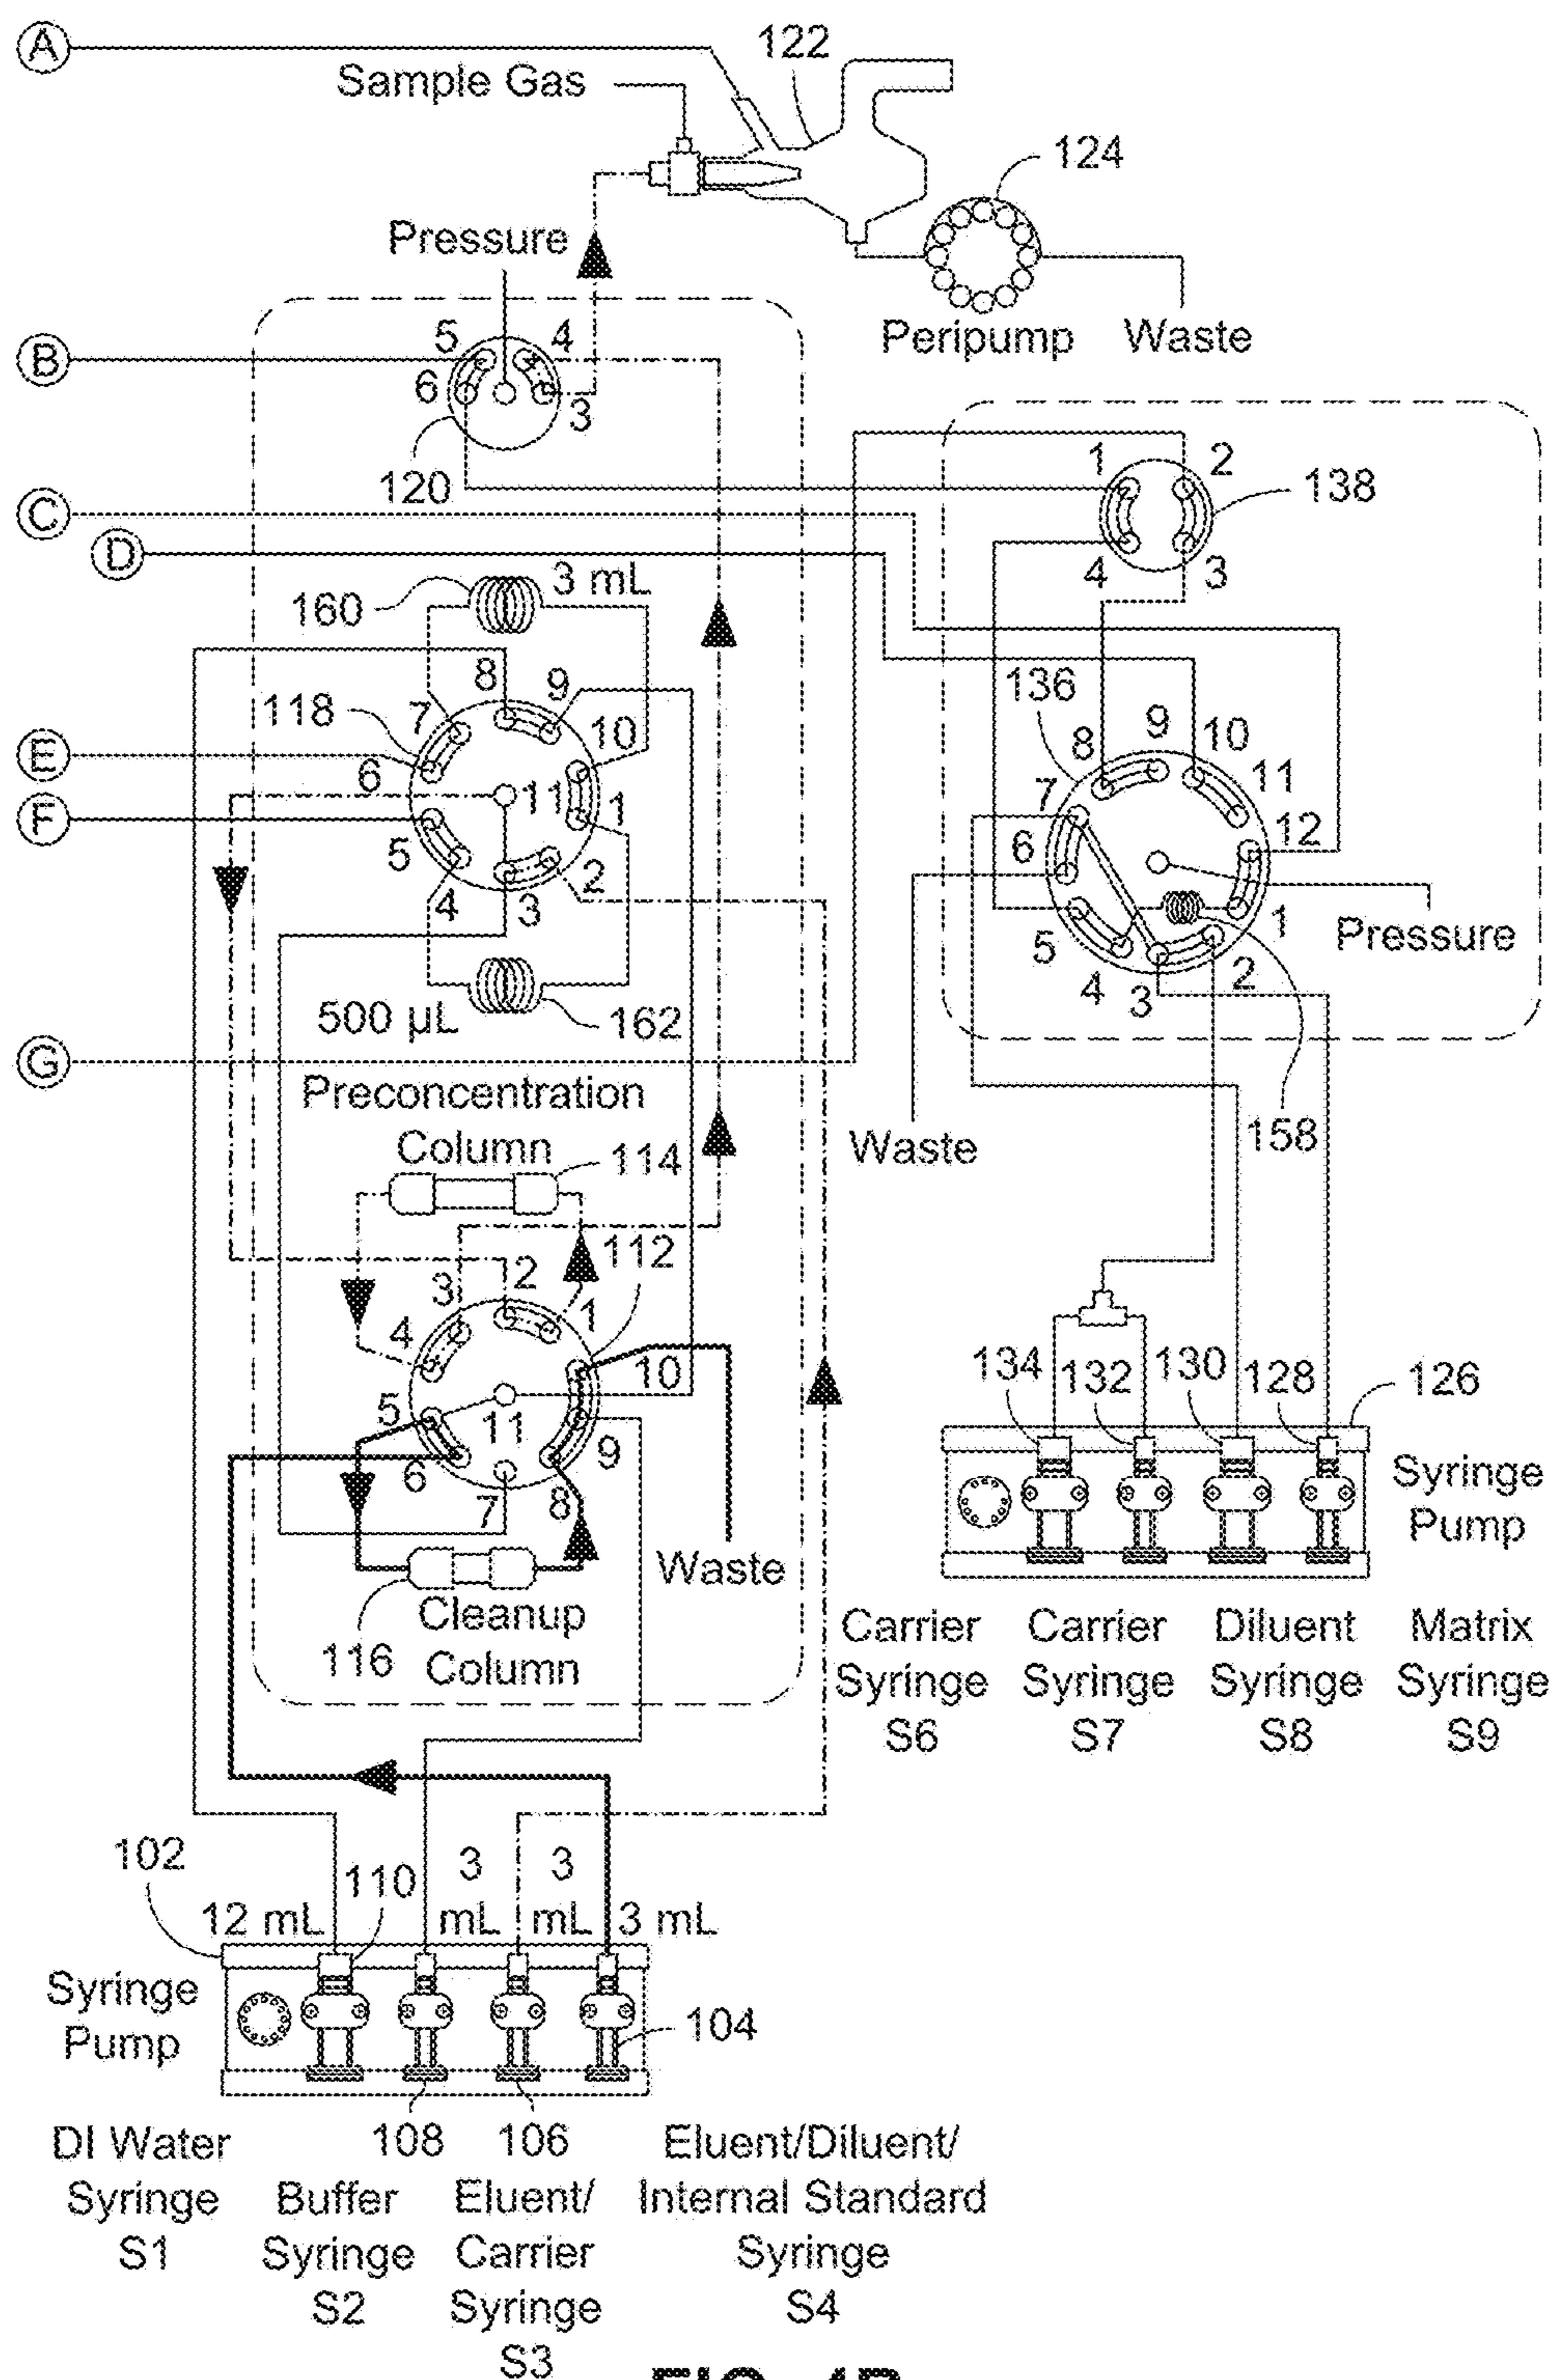 A
122
Sample Gas
124
Pressure
Peripump
Waste
B
5
4
6
3
120
1
2
138
C
D
4
3
3 mL
160
136
8
9
118
7
10
E
6
11
1
F
5
2
4
3
9
8
10
7
11
6
12
1
5
2
4
3
Pressure
500 µL
162
G
Preconcentration
Column
114
Waste
158
112
3
2
1
4
10
5
11
9
6
7
8
134
132
130
128
126
Syringe
Pump
Waste
Cleanup
Column
116
Carrier
Syringe
S6
Carrier
Syringe
S7
Diluent
Syringe
S8
Matrix
Syringe
S9
102
110
12 mL
3
mL
3
mL
3 mL
Syringe
Pump
104
108
106
DI Water
Syringe
S1
Buffer
Syringe
S2
Eluent/
Carrier
Syringe
S3
Eluent/Diluent/
Internal Standard
Syringe
S4